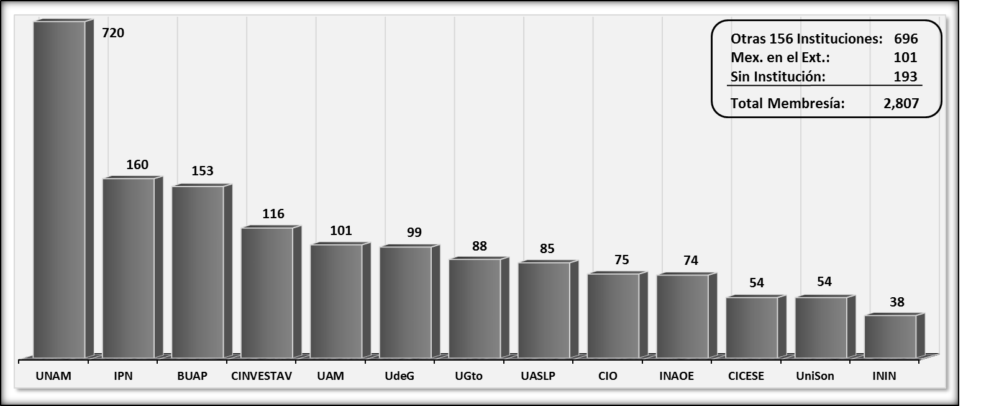 720
Otras 156 Instituciones: 696
Mex. en el Ext.: 101
Sin Institución: 193
Total Membresía: 2,807
160
153
116
101
99
88
85
75
74
54
54
38
UNAM IPN BUAP CINVESTAV UAM UdeG UGto UASLP CIO INAOE CICESE UniSon ININ